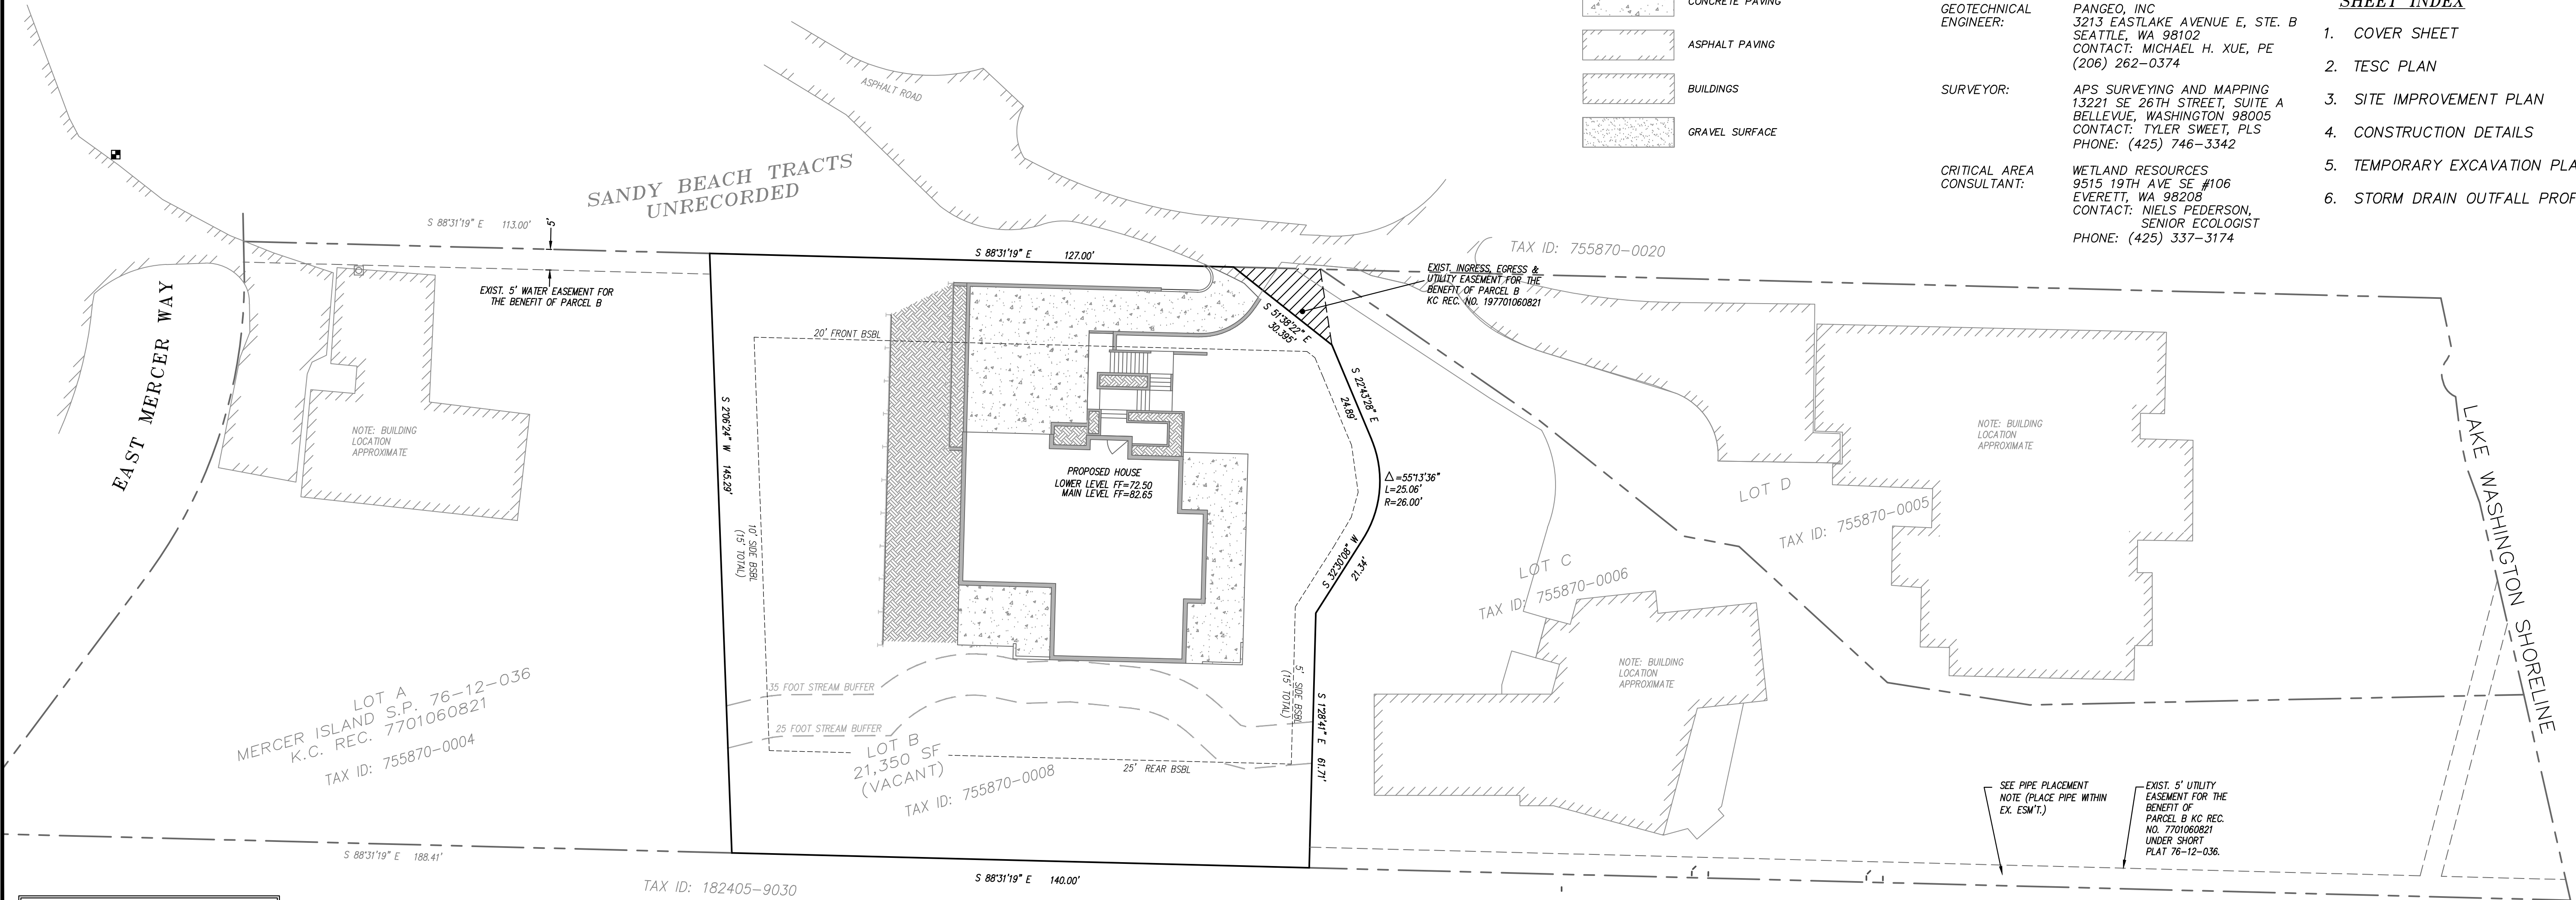 CONCRETE PAVING
ASPHALT PAVING
BUILDINGS
GRAVEL SURFACE
GEOTECHNICAL
ENGINEER:
PANGEO, INC
3213 EASTLAKE AVENUE E, STE. B
SEATTLE, WA 98102
CONTACT: MICHAEL H. XUE, PE
(206) 262-0374
SURVEYOR:
APS SURVEYING AND MAPPING
13221 SE 26TH STREET, SUITE A
BELLEVUE, WASHINGTON 98005
CONTACT: TYLER SWEET, PLS
PHONE: (425) 746-3342
CRITICAL AREA
CONSULTANT:
WETLAND RESOURCES
9515 19TH AVE SE #106
EVERETT, WA 98208
CONTACT: NIELS PEDERSON,
SENIOR ECOLOGIST
PHONE: (425) 337-3174
SHEET INDEX
1. COVER SHEET
2. TESC PLAN
3. SITE IMPROVEMENT PLAN
4. CONSTRUCTION DETAILS
5. TEMPORARY EXCAVATION PLA
6. STORM DRAIN OUTFALL PROF
ASPHALT ROAD
SANDY BEACH TRACTS
UNRECORDED
S 88°31'19" E 113.00'
5'
EXIST. 5' WATER EASEMENT FOR
THE BENEFIT OF PARCEL B
EAST MERCER WAY
NOTE: BUILDING
LOCATION
APPROXIMATE
S 88°31'19" E 127.00'
TAX ID: 755870-0020
EXIST. INGRESS, EGRESS &
UTILITY EASEMENT FOR THE
BENEFIT OF PARCEL B
KC REC. NO. 197701060821
S 51°38'22" E
30.395'
20' FRONT BSBL
S 22°43'28" E
24.89'
S 2°06'24" W 145.29'
PROPOSED HOUSE
LOWER LEVEL FF=72.50
MAIN LEVEL FF=82.65
△=55°13'36"
L=25.06'
R=26.00'
10' SIDE BSBL
(15' TOTAL)
S 32°30'08" W
21.34'
LOT D
TAX ID: 755870-0005
NOTE: BUILDING
LOCATION
APPROXIMATE
LAKE WASHINGTON SHORELINE
LOT C
TAX ID: 755870-0006
NOTE: BUILDING
LOCATION
APPROXIMATE
5' SIDE BSBL
(15' TOTAL)
S 1°28'41" E 61.71'
35 FOOT STREAM BUFFER
25 FOOT STREAM BUFFER
LOT A
MERCER ISLAND S.P. 76-12-036
K.C. REC. 7701060821
TAX ID: 755870-0004
LOT B
21,350 SF
(VACANT)
TAX ID: 755870-0008
25' REAR BSBL
SEE PIPE PLACEMENT
NOTE (PLACE PIPE WITHIN
EX. ESM'T.)
EXIST. 5' UTILITY
EASEMENT FOR THE
BENEFIT OF
PARCEL B KC REC.
NO. 7701060821
UNDER SHORT
PLAT 76-12-036.
S 88°31'19" E 188.41'
TAX ID: 182405-9030
S 88°31'19" E 140.00'